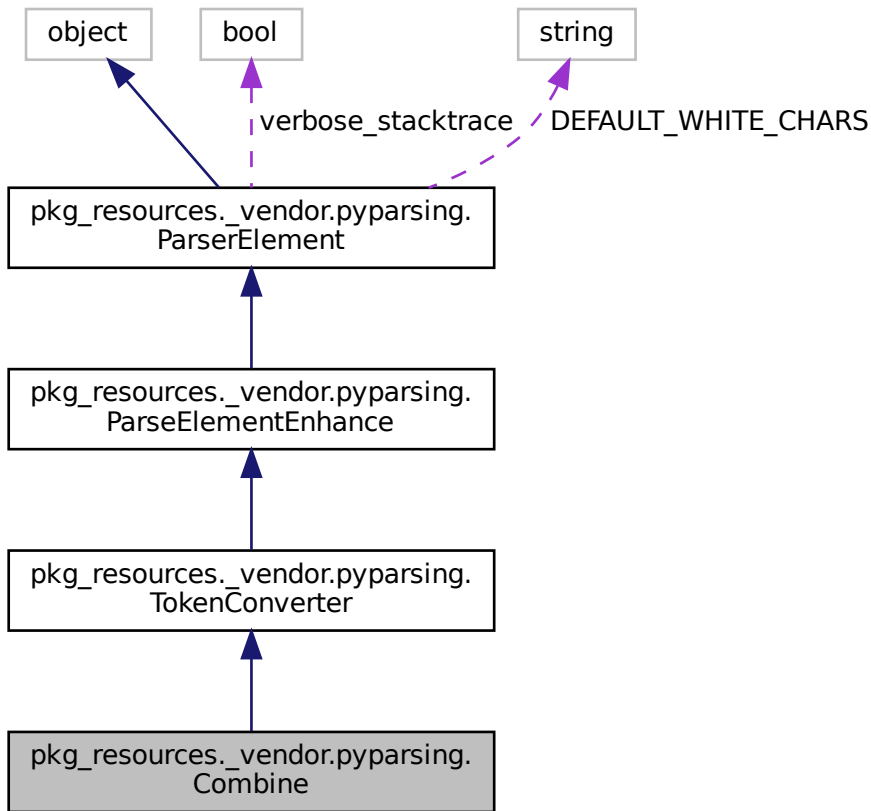 object
bool
string
verbose_stacktrace
DEFAULT_WHITE_CHARS
pkg_resources._vendor.pyparsing.
ParserElement
pkg_resources._vendor.pyparsing.
ParseElementEnhance
pkg_resources._vendor.pyparsing.
TokenConverter
pkg_resources._vendor.pyparsing.
Combine